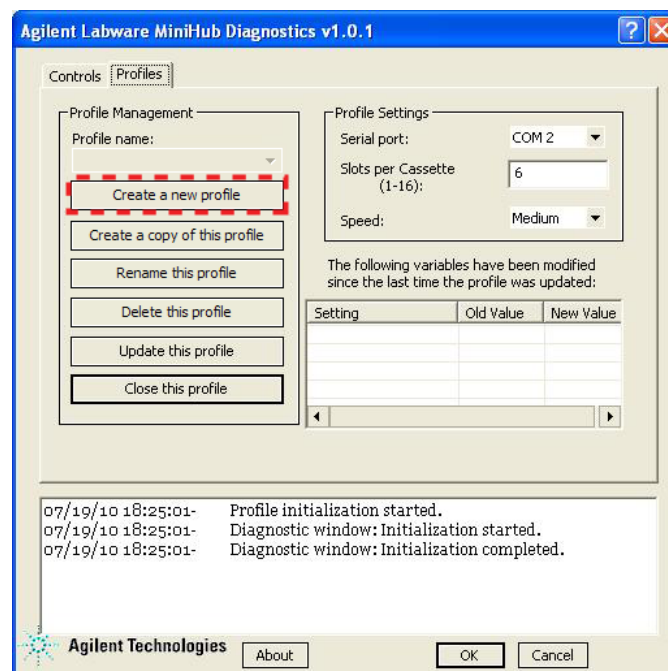 Agilent Labware MiniHub Diagnostics v1.0.1
Controls
Profiles
Profile Management
Profile name:
Create a new profile
Create a copy of this profile
Rename this profile
Delete this profile
Update this profile
Close this profile
Profile Settings
Serial port:
COM 2
Slots per Cassette
(1-16):
6
Speed:
Medium
The following variables have been modified
since the last time the profile was updated:
Setting
Old Value
New Value
07/19/10 18:25:01- Profile initialization started.
07/19/10 18:25:01- Diagnostic window: Initialization started.
07/19/10 18:25:01- Diagnostic window: Initialization completed.
Agilent Technologies
About
OK
Cancel